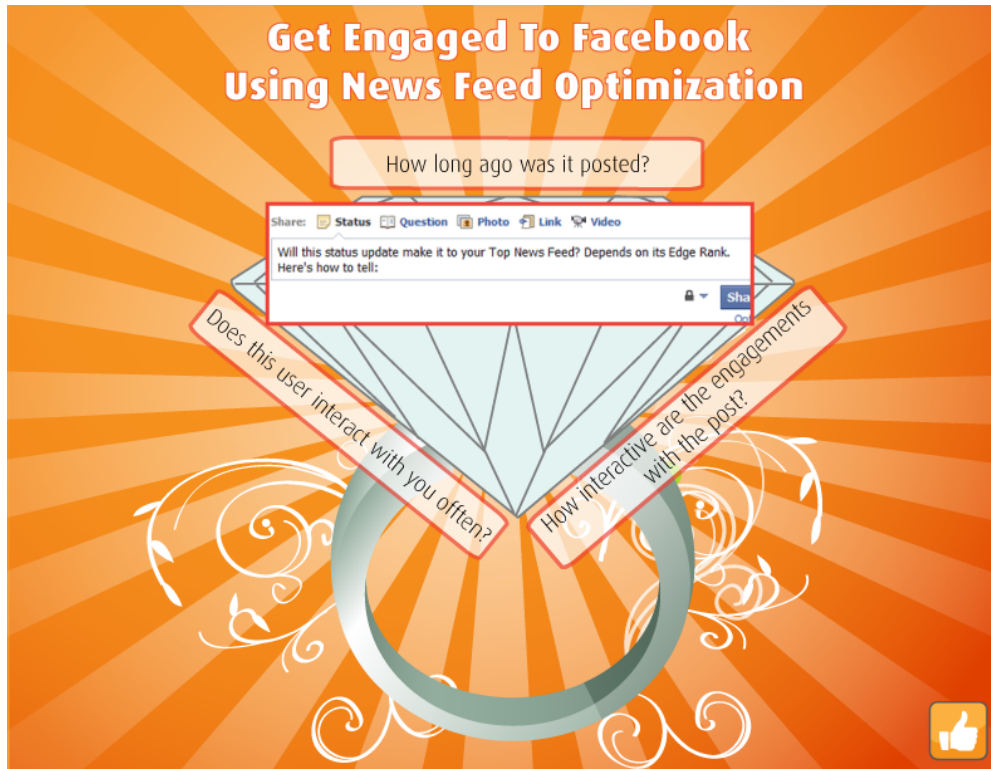 Get Engaged To Facebook
Using News Feed Optimization
How long ago was it posted?
Share: Status Question Photo Link Video
Will this status update make it to your Top News Feed? Depends on its Edge Rank.
Here's how to tell:
Sha
Does this user interact with you offten?
How interactive are the engagements
with the post?